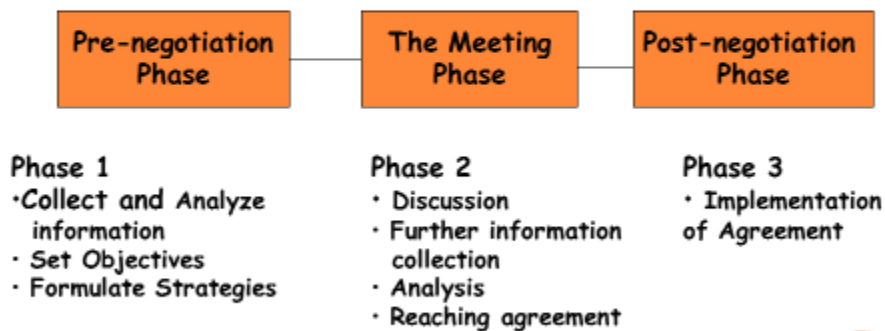 Pre-negotiation
Phase
The Meeting
Phase
Post-negotiation
Phase
Phase 1
•Collect and Analyze
information
• Set Objectives
• Formulate Strategies
Phase 2
• Discussion
• Further information
collection
• Analysis
• Reaching agreement
Phase 3
• Implementation
of Agreement